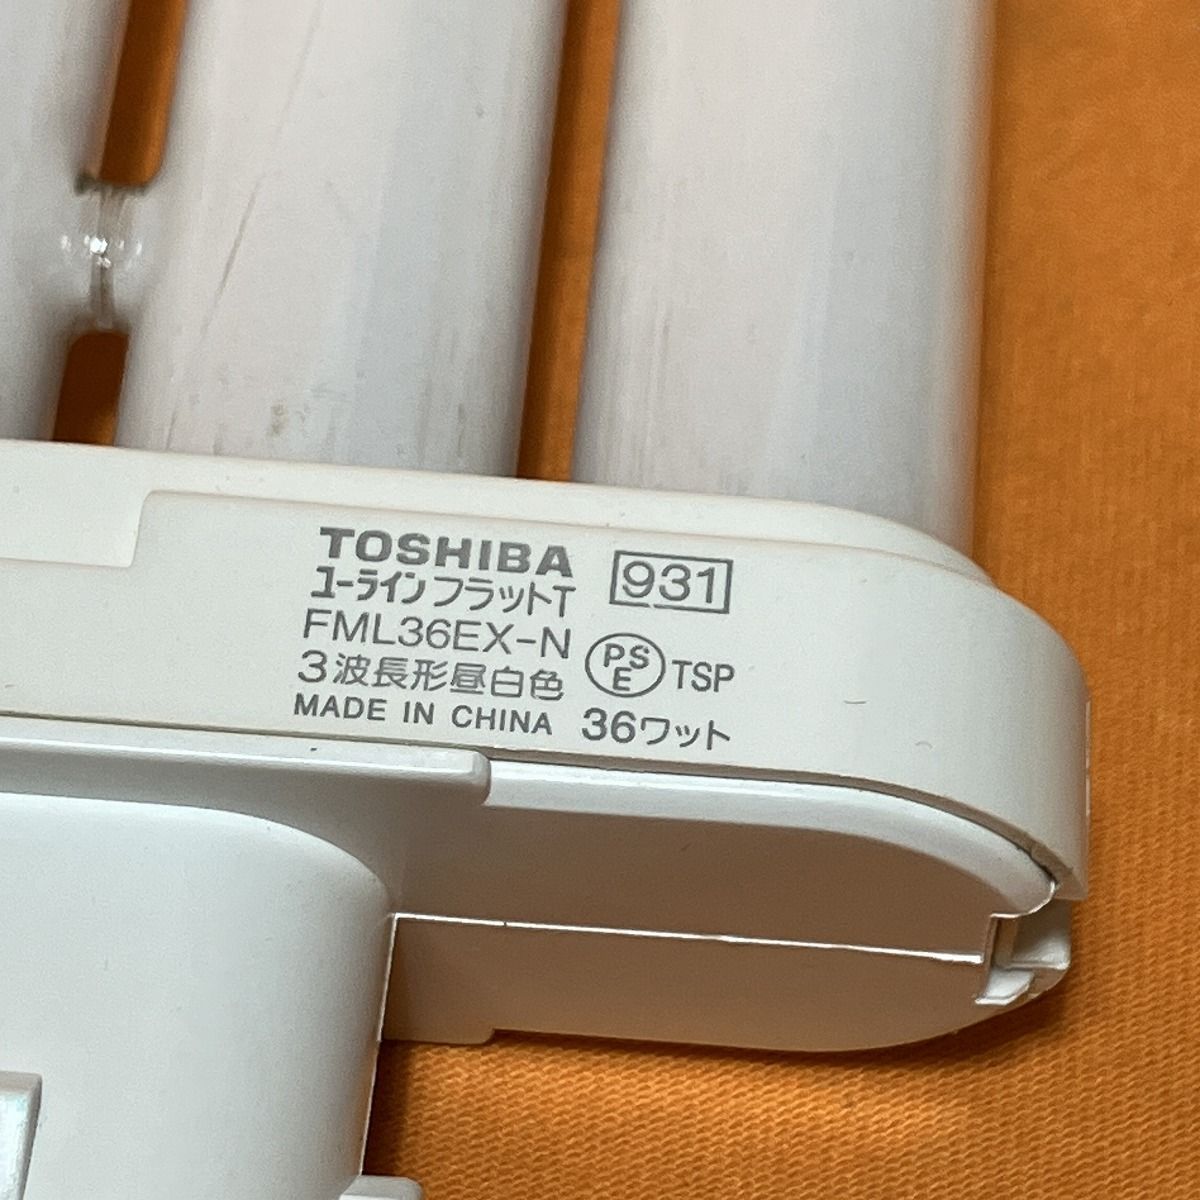 TOSHIBA 931
ユーラインフラットT
FML36EX-N
PSE TSP
3波長形昼白色
MADE IN CHINA 36ワット